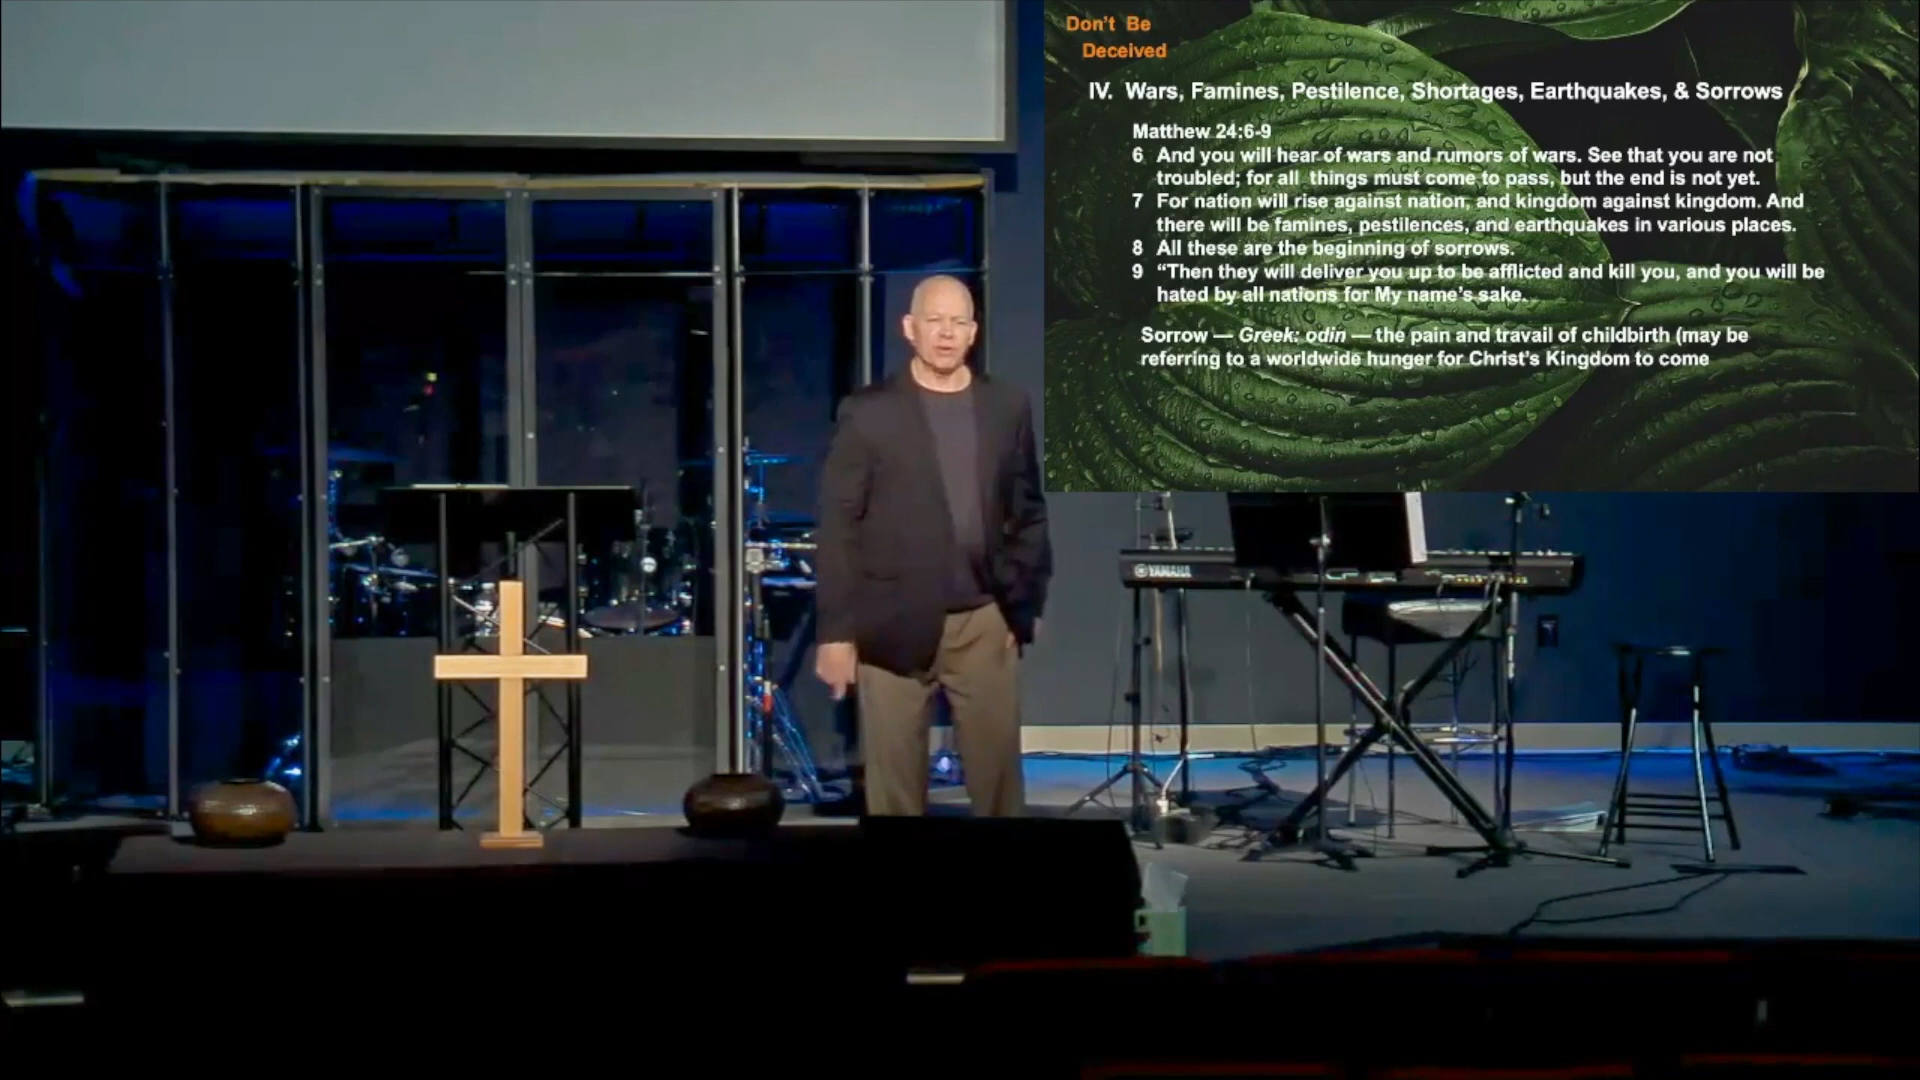 Don't Be
Deceived
IV. Wars, Famines, Pestilence, Shortages, Earthquakes, & Sorrows
Matthew 24:6-9
6 And you will hear of wars and rumors of wars. See that you are not
troubled; for all things must come to pass, but the end is not yet.
7 For nation will rise against nation, and kingdom against kingdom. And
there will be famines, pestilences, and earthquakes in various places.
8 All these are the beginning of sorrows.
9 “Then they will deliver you up to be afflicted and kill you, and you will be
hated by all nations for My name's sake.
Sorrow — Greek: odin — the pain and travail of childbirth (may be
referring to a worldwide hunger for Christ's Kingdom to come
YAMAHA